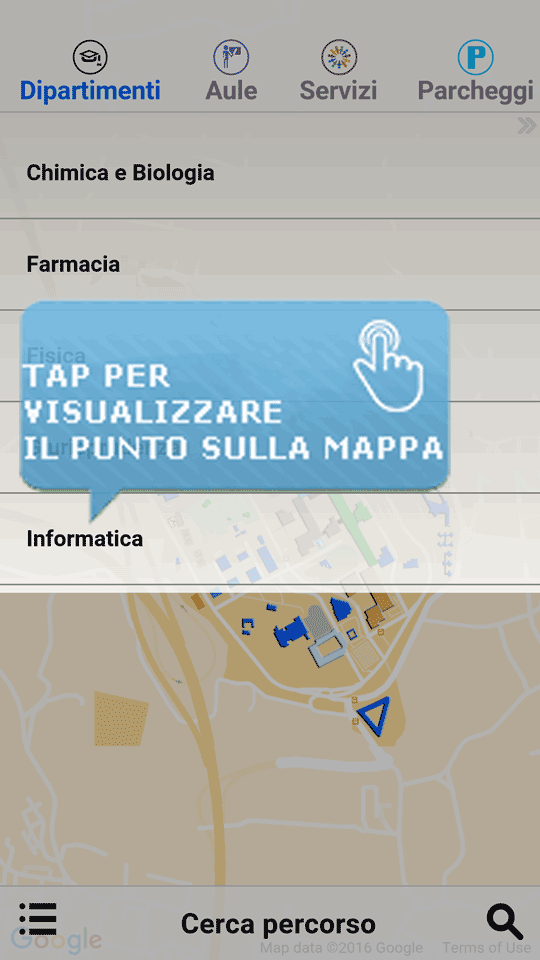 Dipartimenti
Aule
Servizi
Parcheggi
Chimica e Biologia
Farmacia
Fisica
TAP PER
VISUALIZZARE
IL PUNTO SULLA MAPPA
Informatica
Cerca percorso
Google
Map data ©2016 Google
Terms of Use